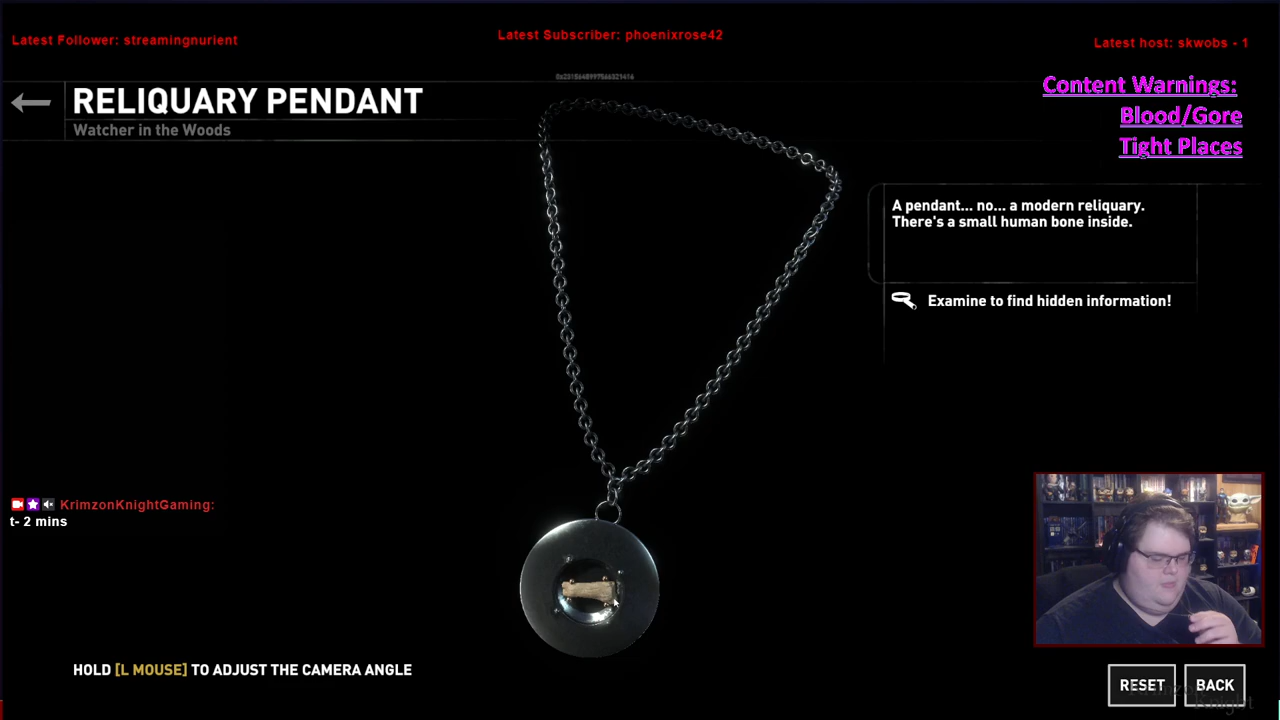 Latest Follower: streamingnurient
Latest Subscriber: phoenixrose42
Latest host: skwobs - 1
RELIQUARY PENDANT
Watcher in the Woods
Content Warnings:
Blood/Gore
Tight Places
A pendant... no... a modern reliquary.
There's a small human bone inside.
Examine to find hidden information!
KrimzonKnightGaming:
t- 2 mins
HOLD [L MOUSE] TO ADJUST THE CAMERA ANGLE
RESET
BACK